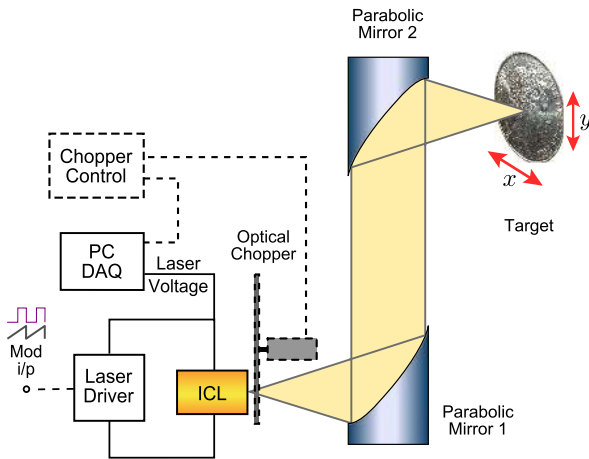 Parabolic
Mirror 2
y
x
Target
Chopper
Control
Optical
Chopper
PC
DAQ
Laser
Voltage
Mod
i/p
Laser
Driver
ICL
Parabolic
Mirror 1